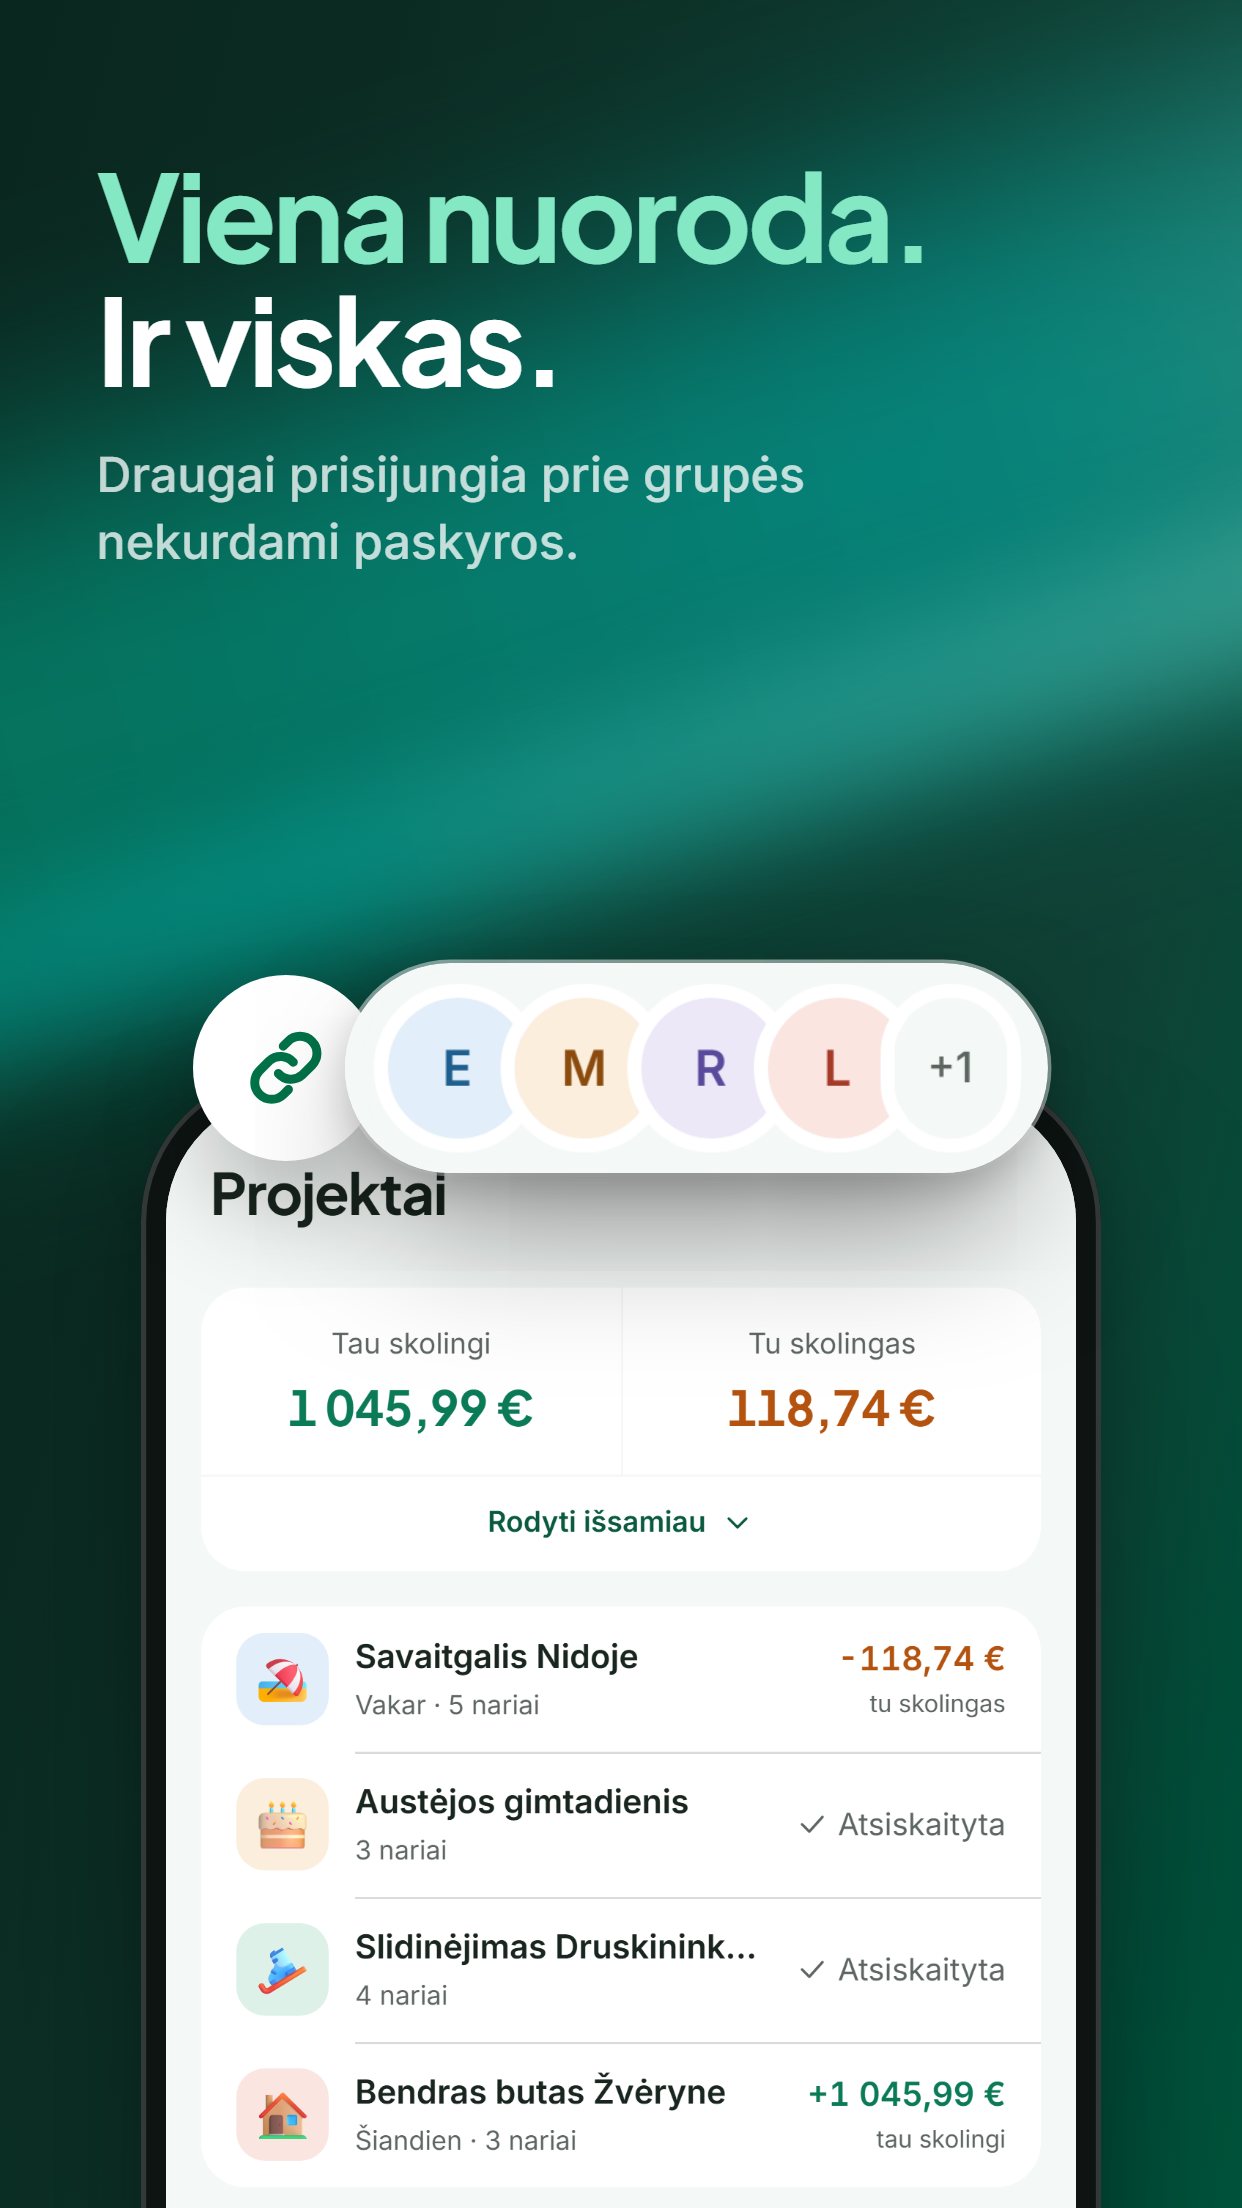 Viena nuoroda.
Ir viskas.
Draugai prisijungia prie grupės
nekurdami paskyros.
E M R L +1
Projektai
Tau skolingi
1 045,99 €
Tu skolingas
118,74 €
Rodyti išsamiau
Savaitgalis Nidoje
-118,74 €
Vakar · 5 nariai
tu skolingas
Austėjos gimtadienis
3 nariai
Atsiskaityta
Slidinėjimas Druskinink...
4 nariai
Atsiskaityta
Bendras butas Žvėryne
+1 045,99 €
Šiandien · 3 nariai
tau skolingi